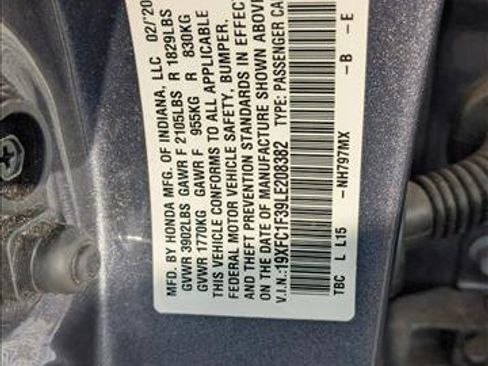 MFD. BY HONDA MFG. OF INDIANA, LLC 02/'20
GVWR 3902LBS GAWR F 2105LBS R 1829LBS
GVWR 1770KG GAWR F 955KG R 830KG
THIS VEHICLE CONFORMS TO ALL APPLICABLE
FEDERAL MOTOR VEHICLE SAFETY, BUMPER,
AND THEFT PREVENTION STANDARDS IN EFFECT
ON THE DATE OF MANUFACTURE SHOWN ABOVE
V.I.N.:19XFC1F39LE208382 TYPE: PASSENGER CAR
TBC L L15 –NH797MX –B –E